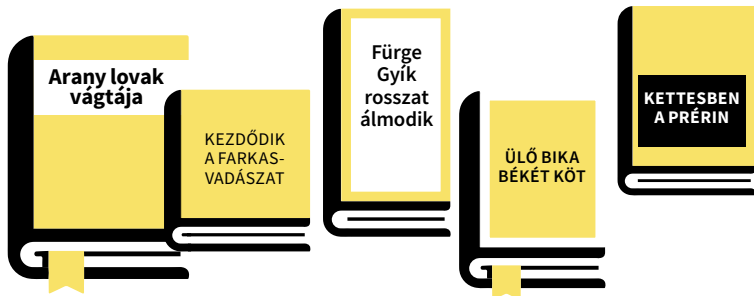 Arany lovak
vágtája
KEZDŐDIK
A FARKAS-
VADÁSZAT
Fürge
Gyík
rosszat
álmodik
ÜLŐ BIKA
BÉKÉT KÖT
KETTESBEN
A PRÉRIN